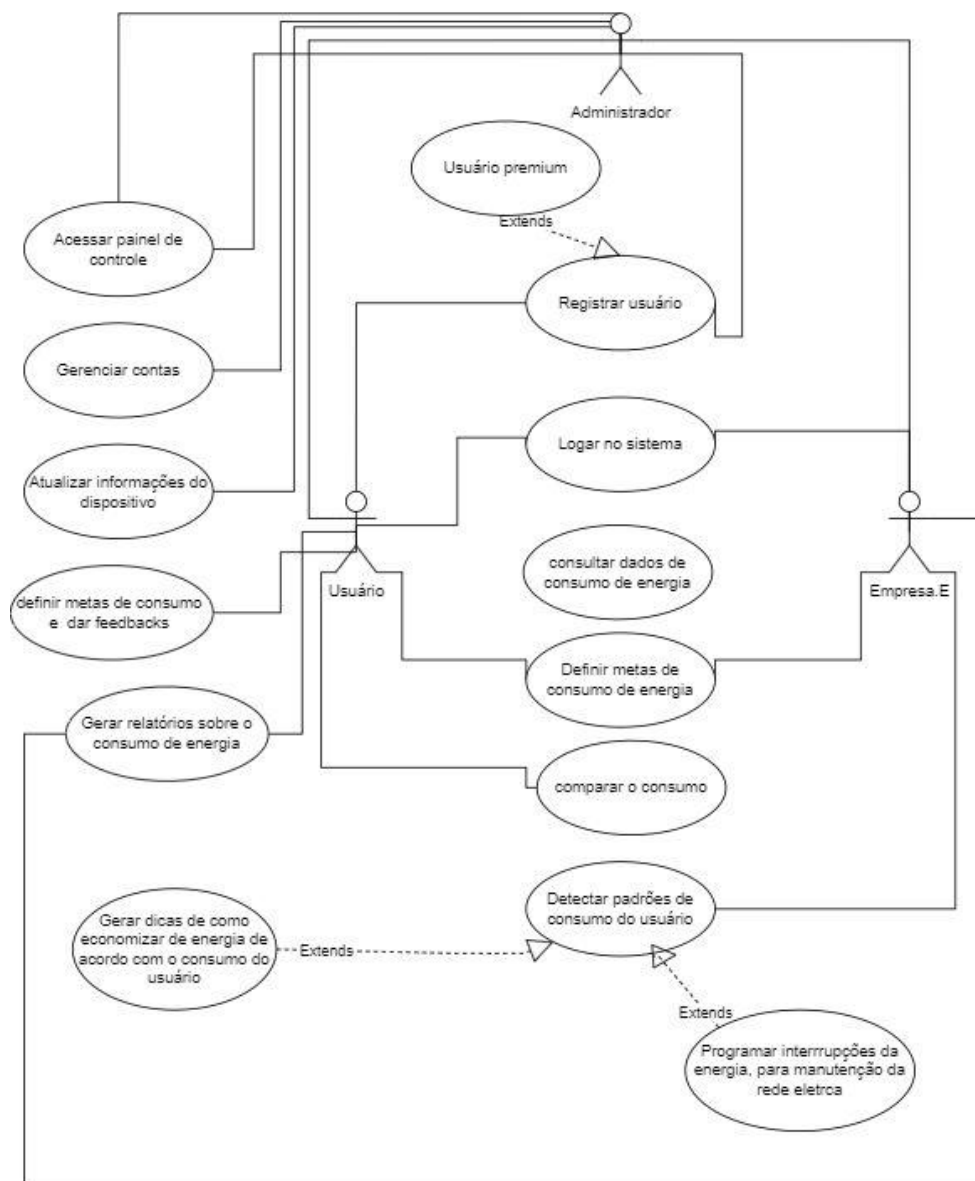 Administrador
Usuário premium
Extends
Acessar painel de
controle
Registrar usuário
Gerenciar contas
Logar no sistema
Atualizar informações do
dispositivo
consultar dados de
consumo de energia
Usuário
Empresa.E
definir metas de consumo
e dar feedbacks
Definir metas de
consumo de energia
Gerar relatórios sobre o
consumo de energia
comparar o consumo
Detectar padrões de
consumo do usuário
Gerar dicas de como
economizar de energia de
acordo com o consumo do
usuário
Extends
Extends
Programar interrrupções da
energia, para manutenção da
rede eletrca